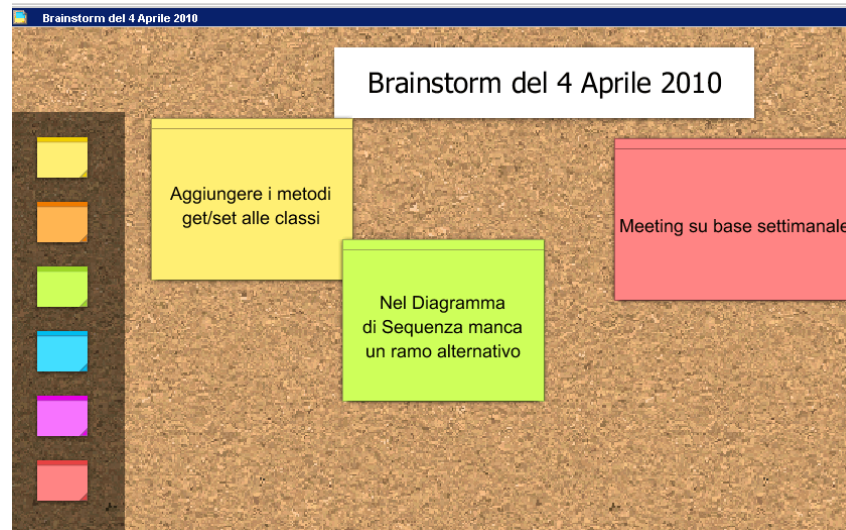 Brainstorm del 4 Aprile 2010
Brainstorm del 4 Aprile 2010
Aggiungere i metodi
get/set alle classi
Meeting su base settimanale
Nel Diagramma
di Sequenza manca
un ramo alternativo